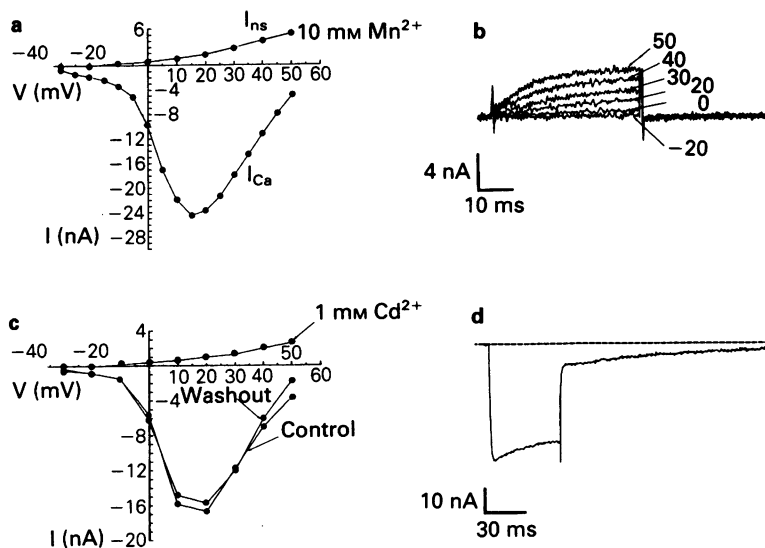 a
6
I_ns
10 mM Mn²⁺
−40 −20
10 20 30 40 50 60
V (mV)
−4
−8
−12
−16
−20
−24
−28
I_Ca
I (nA)
b
50
40
30
20
0
−20
4 nA
10 ms
c
4
1 mM Cd²⁺
−40 −20
50
10 20 30 40 60
V (mV)
−4
Washout
−8
Control
−12
−16
−20
I (nA)
d
10 nA
30 ms